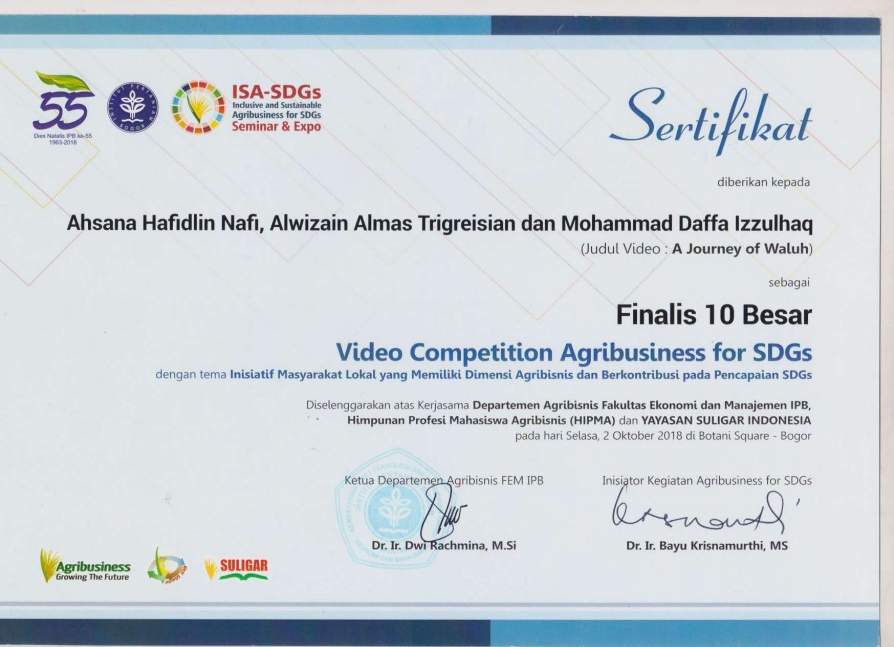 55
Dies Natalis IPB ke-55
1963-2018
INSTITUT PERTANIAN
BOGOR
ISA-SDGs
Inclusive and Sustainable
Agribusiness for SDGs
Seminar & Expo
Sertifikat
diberikan kepada
Ahsana Hafidlin Nafi, Alwizain Almas Trigreisian dan Mohammad Daffa Izzulhaq
(Judul Video : A Journey of Waluh)
sebagai
Finalis 10 Besar
Video Competition Agribusiness for SDGs
dengan tema Inisiatif Masyarakat Lokal yang Memiliki Dimensi Agribisnis dan Berkontribusi pada Pencapaian SDGs
Diselenggarakan atas Kerjasama Departemen Agribisnis Fakultas Ekonomi dan Manajemen IPB,
Himpunan Profesi Mahasiswa Agribisnis (HIPMA) dan YAYASAN SULIGAR INDONESIA
pada hari Selasa, 2 Oktober 2018 di Botani Square - Bogor
Ketua Departemen Agribisnis FEM IPB
Inisiator Kegiatan Agribusiness for SDGs
Dr. Ir. Dwi Rachmina, M.Si
Dr. Ir. Bayu Krisnamurthi, MS
Agribusiness
Growing The Future
SULIGAR